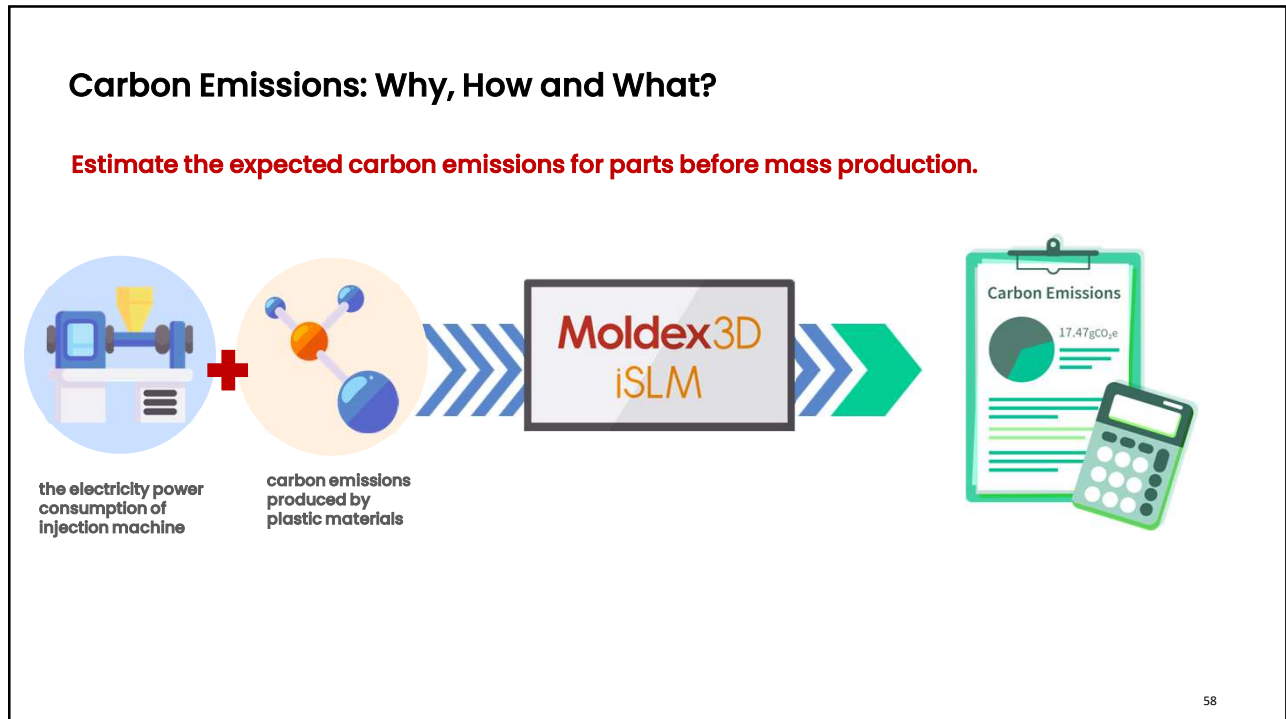 Carbon Emissions: Why, How and What?
Estimate the expected carbon emissions for parts before mass production.
the electricity power
consumption of
injection machine
carbon emissions
produced by
plastic materials
Moldex3D
iSLM
Carbon Emissions
17.47gCO₂e
58